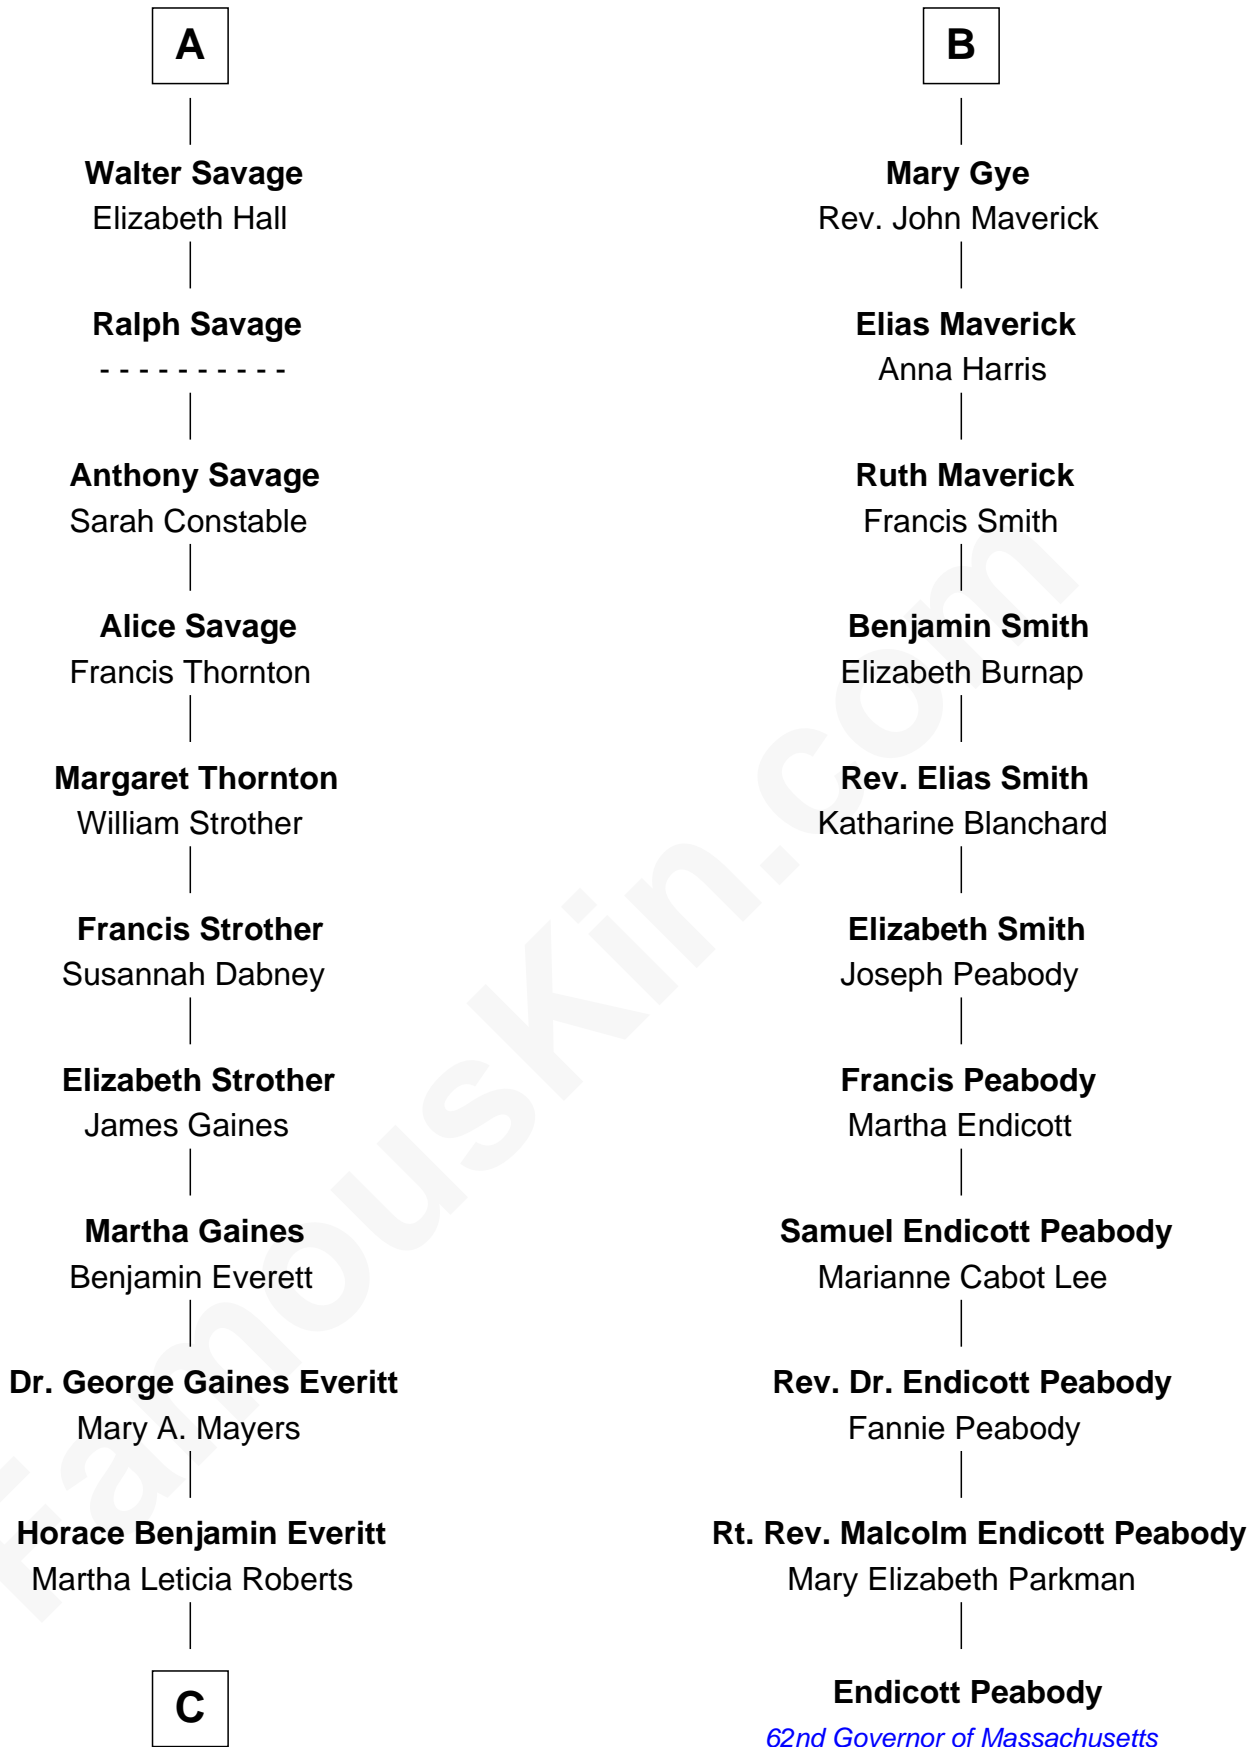 A
Walter Savage
Elizabeth Hall
Ralph Savage
- - - - - - - - - -
Anthony Savage
Sarah Constable
Alice Savage
Francis Thornton
Margaret Thornton
William Strother
Francis Strother
Susannah Dabney
Elizabeth Strother
James Gaines
Martha Gaines
Benjamin Everett
Dr. George Gaines Everitt
Mary A. Mayers
Horace Benjamin Everitt
Martha Leticia Roberts
C
B
Mary Gye
Rev. John Maverick
Elias Maverick
Anna Harris
Ruth Maverick
Francis Smith
Benjamin Smith
Elizabeth Burnap
Rev. Elias Smith
Katharine Blanchard
Elizabeth Smith
Joseph Peabody
Francis Peabody
Martha Endicott
Samuel Endicott Peabody
Marianne Cabot Lee
Rev. Dr. Endicott Peabody
Fannie Peabody
Rt. Rev. Malcolm Endicott Peabody
Mary Elizabeth Parkman
Endicott Peabody
62nd Governor of Massachusetts
FamousKin.com